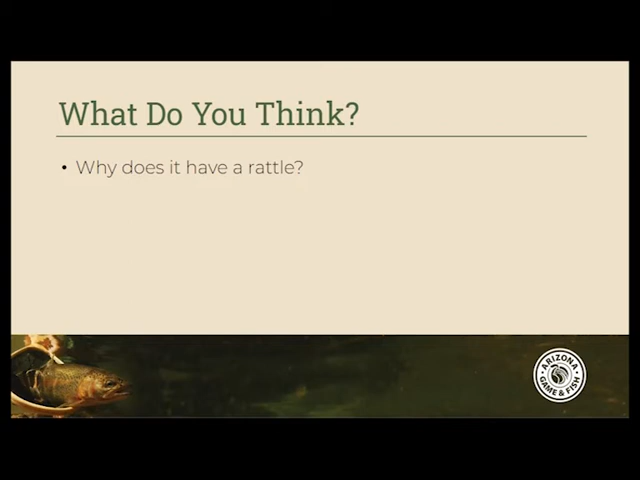 What Do You Think?
• Why does it have a rattle?
ARIZONA
GAME & FISH